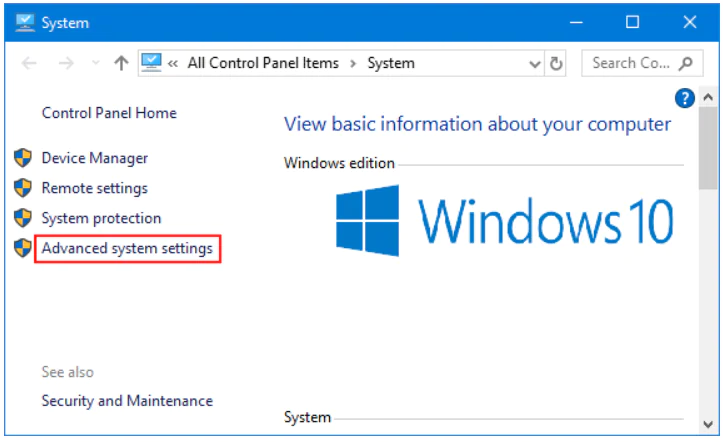 System
« All Control Panel Items › System
Search Co...
?
Control Panel Home
View basic information about your computer
Device Manager
Windows edition
Remote settings
System protection
Windows 10
Advanced system settings
See also
Security and Maintenance
System